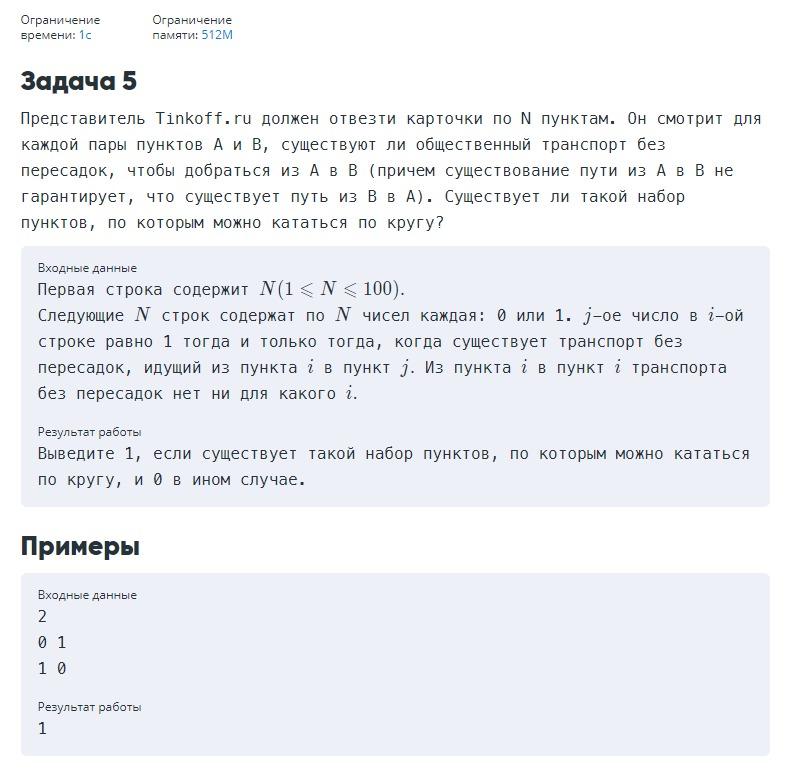 Ограничение
времени: 1с
Ограничение
памяти: 512M
Задача 5
Представитель Tinkoff.ru должен отвезти карточки по N пунктам. Он смотрит для
каждой пары пунктов A и B, существуют ли общественный транспорт без
пересадок, чтобы добраться из A в B (причем существование пути из A в B не
гарантирует, что существует путь из B в A). Существует ли такой набор
пунктов, по которым можно кататься по кругу?
Входные данные
Первая строка содержит N(1 ⩽ N ⩽ 100).
Следующие N строк содержат по N чисел каждая: 0 или 1. j-ое число в i-ой
строке равно 1 тогда и только тогда, когда существует транспорт без
пересадок, идущий из пункта i в пункт j. Из пункта i в пункт i транспорта
без пересадок нет ни для какого i.
Результат работы
Выведите 1, если существует такой набор пунктов, по которым можно кататься
по кругу, и 0 в ином случае.
Примеры
Входные данные
2
0 1
1 0
Результат работы
1